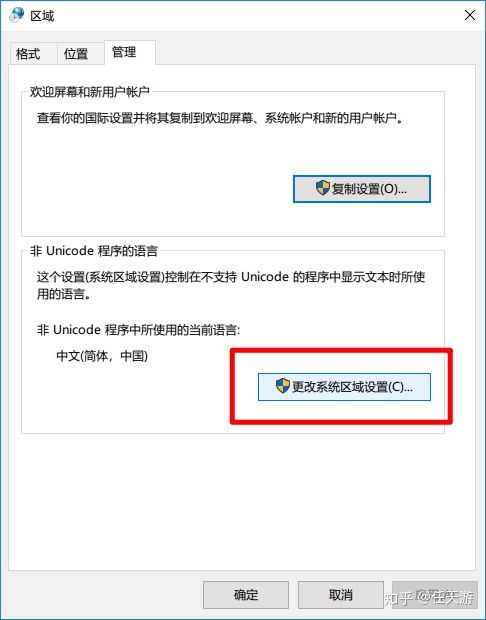 区域
格式 位置 管理
欢迎屏幕和新用户帐户
查看你的国际设置并将其复制到欢迎屏幕、系统帐户和新的用户帐户。
复制设置(O)...
非 Unicode 程序的语言
这个设置(系统区域设置)控制在不支持 Unicode 的程序中显示文本时所使
用的语言。
非 Unicode 程序中所使用的当前语言:
中文(简体，中国)
更改系统区域设置(C)...
确定 取消
知乎 @任天游